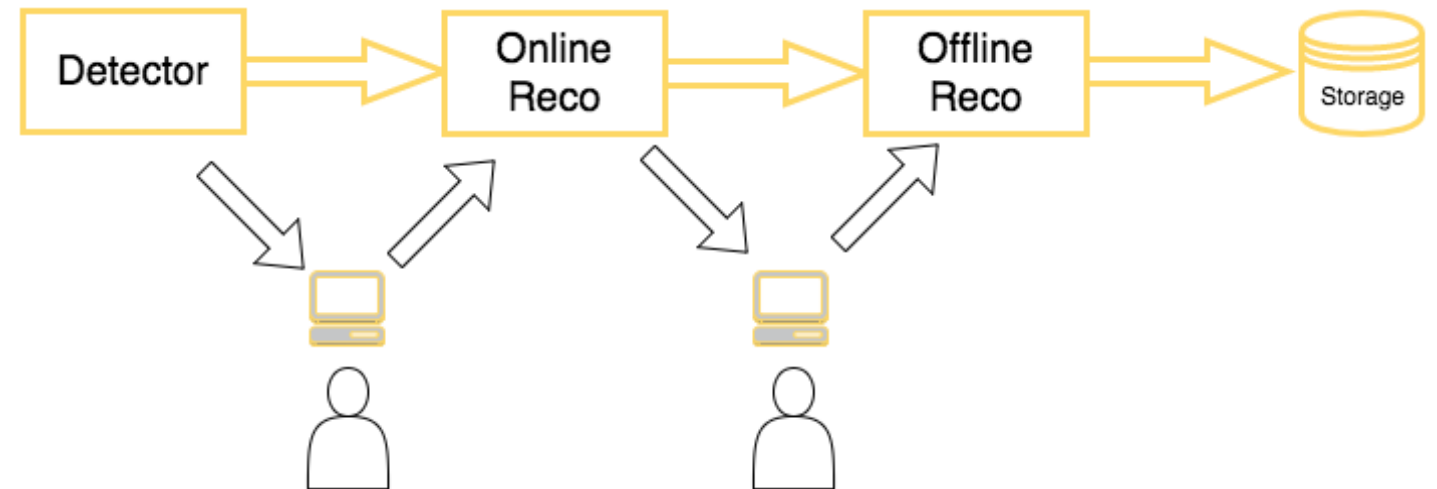 Detector
Online
Reco
Offline
Reco
Storage